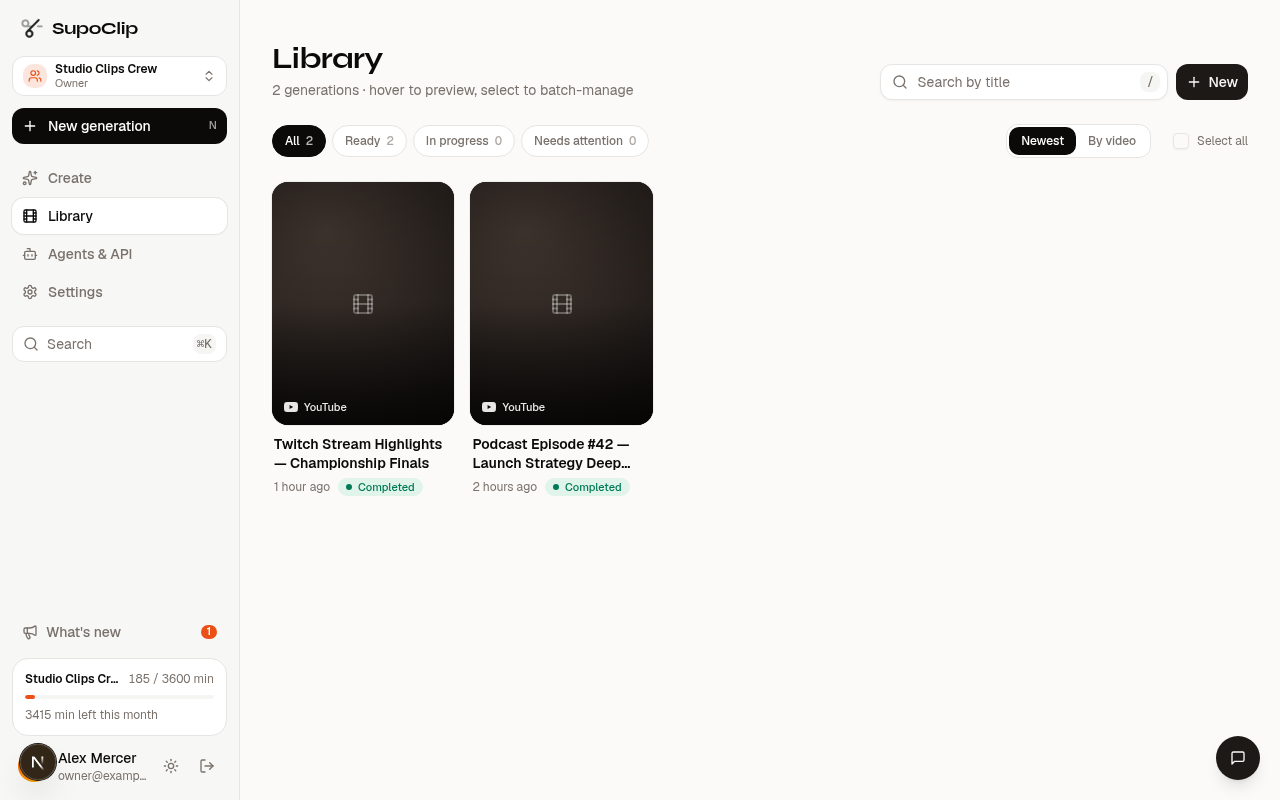 SupoClip
Studio Clips Crew
Owner
New generation N
Create
Library
Agents & API
Settings
Search ⌘K
What's new 1
Studio Clips Cr... 185 / 3600 min
3415 min left this month
N
Alex Mercer
owner@examp...
Library
2 generations · hover to preview, select to batch-manage
Search by title /
New
All 2
Ready 2
In progress 0
Needs attention 0
Newest
By video
Select all
YouTube
Twitch Stream Highlights
— Championship Finals
1 hour ago
Completed
YouTube
Podcast Episode #42 —
Launch Strategy Deep...
2 hours ago
Completed